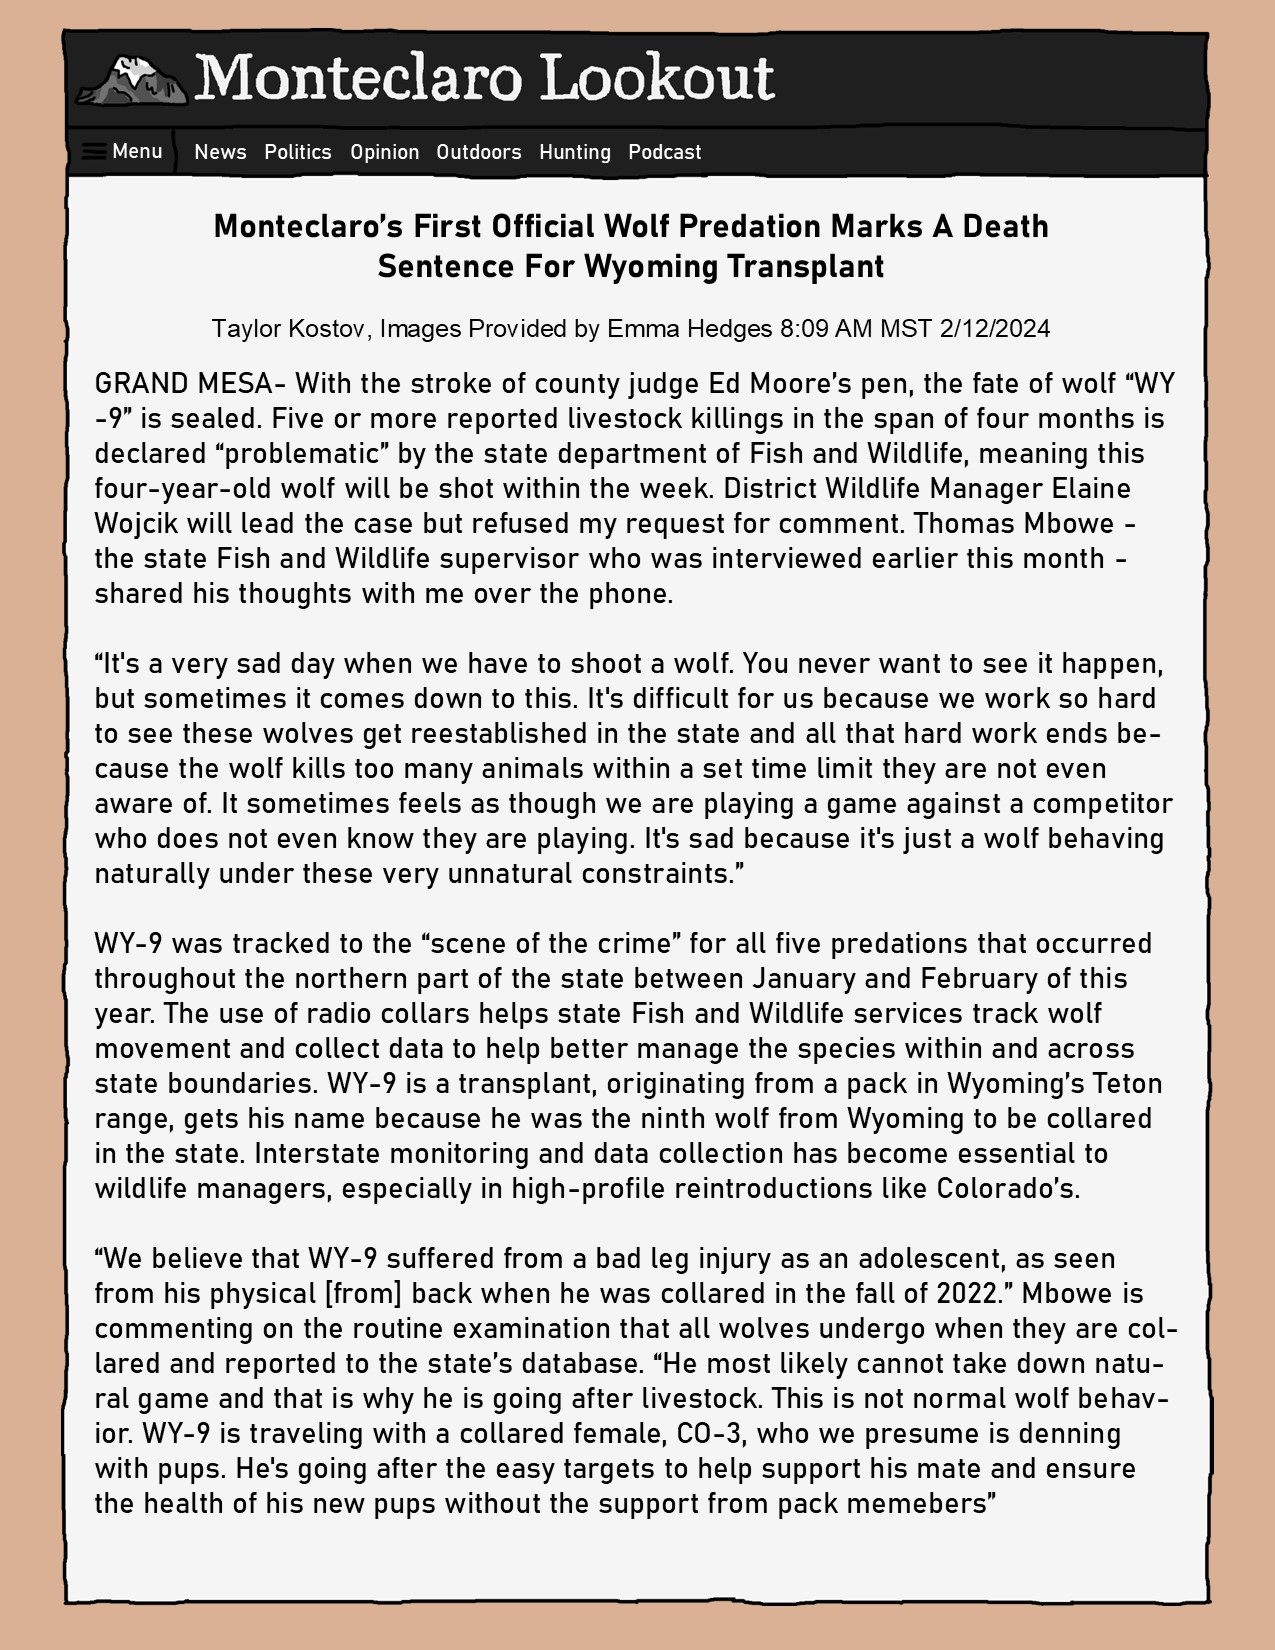 Monteclaro Lookout
Menu News Politics Opinion Outdoors Hunting Podcast
Monteclaro’s First Official Wolf Predation Marks A Death
Sentence For Wyoming Transplant
Taylor Kostov, Images Provided by Emma Hedges 8:09 AM MST 2/12/2024
GRAND MESA- With the stroke of county judge Ed Moore’s pen, the fate of wolf “WY
-9” is sealed. Five or more reported livestock killings in the span of four months is
declared “problematic” by the state department of Fish and Wildlife, meaning this
four-year-old wolf will be shot within the week. District Wildlife Manager Elaine
Wojcik will lead the case but refused my request for comment. Thomas Mbowe -
the state Fish and Wildlife supervisor who was interviewed earlier this month -
shared his thoughts with me over the phone.
“It's a very sad day when we have to shoot a wolf. You never want to see it happen,
but sometimes it comes down to this. It's difficult for us because we work so hard
to see these wolves get reestablished in the state and all that hard work ends be-
cause the wolf kills too many animals within a set time limit they are not even
aware of. It sometimes feels as though we are playing a game against a competitor
who does not even know they are playing. It's sad because it's just a wolf behaving
naturally under these very unnatural constraints.”
WY-9 was tracked to the “scene of the crime” for all five predations that occurred
throughout the northern part of the state between January and February of this
year. The use of radio collars helps state Fish and Wildlife services track wolf
movement and collect data to help better manage the species within and across
state boundaries. WY-9 is a transplant, originating from a pack in Wyoming’s Teton
range, gets his name because he was the ninth wolf from Wyoming to be collared
in the state. Interstate monitoring and data collection has become essential to
wildlife managers, especially in high-profile reintroductions like Colorado’s.
“We believe that WY-9 suffered from a bad leg injury as an adolescent, as seen
from his physical [from] back when he was collared in the fall of 2022.” Mbowe is
commenting on the routine examination that all wolves undergo when they are col-
lared and reported to the state’s database. “He most likely cannot take down natu-
ral game and that is why he is going after livestock. This is not normal wolf behav-
ior. WY-9 is traveling with a collared female, CO-3, who we presume is denning
with pups. He's going after the easy targets to help support his mate and ensure
the health of his new pups without the support from pack memebers”